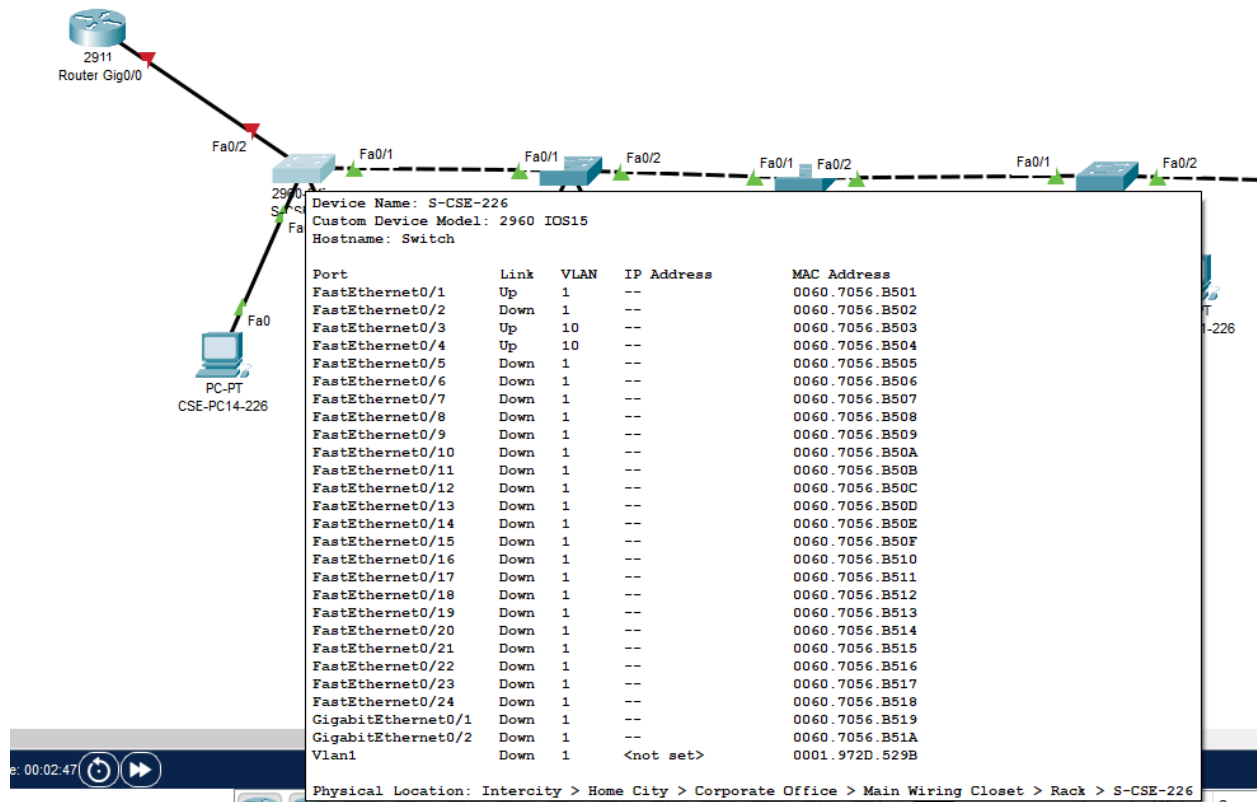 2911
Router Gig0/0
Fa0/2
Fa0/1
Fa0/1
Fa0/2
Fa0/1
Fa0/2
Fa0/1
Fa0/2
Fa0
PC-PT
CSE-PC14-226
1-226
Device Name: S-CSE-226
Custom Device Model: 2960 IOS15
Hostname: Switch
Port Link VLAN IP Address MAC Address
FastEthernet0/1 Up 1 -- 0060.7056.B501
FastEthernet0/2 Down 1 -- 0060.7056.B502
FastEthernet0/3 Up 10 -- 0060.7056.B503
FastEthernet0/4 Up 10 -- 0060.7056.B504
FastEthernet0/5 Down 1 -- 0060.7056.B505
FastEthernet0/6 Down 1 -- 0060.7056.B506
FastEthernet0/7 Down 1 -- 0060.7056.B507
FastEthernet0/8 Down 1 -- 0060.7056.B508
FastEthernet0/9 Down 1 -- 0060.7056.B509
FastEthernet0/10 Down 1 -- 0060.7056.B50A
FastEthernet0/11 Down 1 -- 0060.7056.B50B
FastEthernet0/12 Down 1 -- 0060.7056.B50C
FastEthernet0/13 Down 1 -- 0060.7056.B50D
FastEthernet0/14 Down 1 -- 0060.7056.B50E
FastEthernet0/15 Down 1 -- 0060.7056.B50F
FastEthernet0/16 Down 1 -- 0060.7056.B510
FastEthernet0/17 Down 1 -- 0060.7056.B511
FastEthernet0/18 Down 1 -- 0060.7056.B512
FastEthernet0/19 Down 1 -- 0060.7056.B513
FastEthernet0/20 Down 1 -- 0060.7056.B514
FastEthernet0/21 Down 1 -- 0060.7056.B515
FastEthernet0/22 Down 1 -- 0060.7056.B516
FastEthernet0/23 Down 1 -- 0060.7056.B517
FastEthernet0/24 Down 1 -- 0060.7056.B518
GigabitEthernet0/1 Down 1 -- 0060.7056.B519
GigabitEthernet0/2 Down 1 -- 0060.7056.B51A
Vlan1 Down 1 <not set> 0001.972D.529B
Physical Location: Intercity > Home City > Corporate Office > Main Wiring Closet > Rack > S-CSE-226
e: 00:02:47